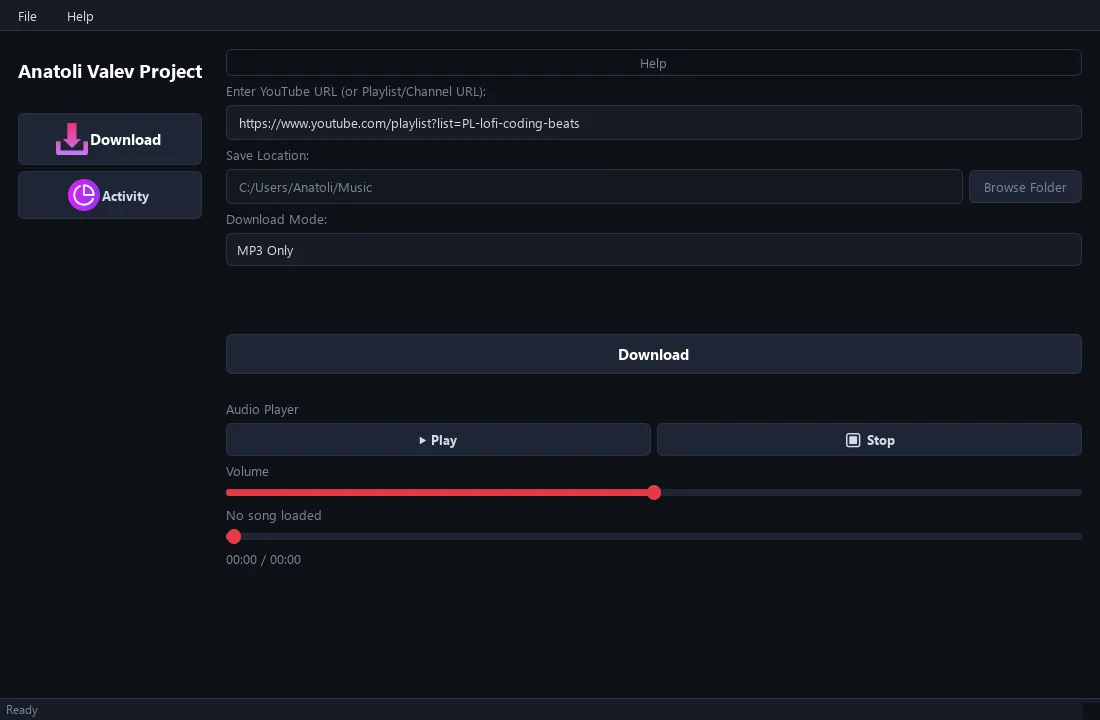 File Help
Anatoli Valev Project
Download
Activity
Help
Enter YouTube URL (or Playlist/Channel URL):
https://www.youtube.com/playlist?list=PL-lofi-coding-beats
Save Location:
C:/Users/Anatoli/Music Browse Folder
Download Mode:
MP3 Only
Download
Audio Player
Play Stop
Volume
No song loaded
00:00 / 00:00
Ready